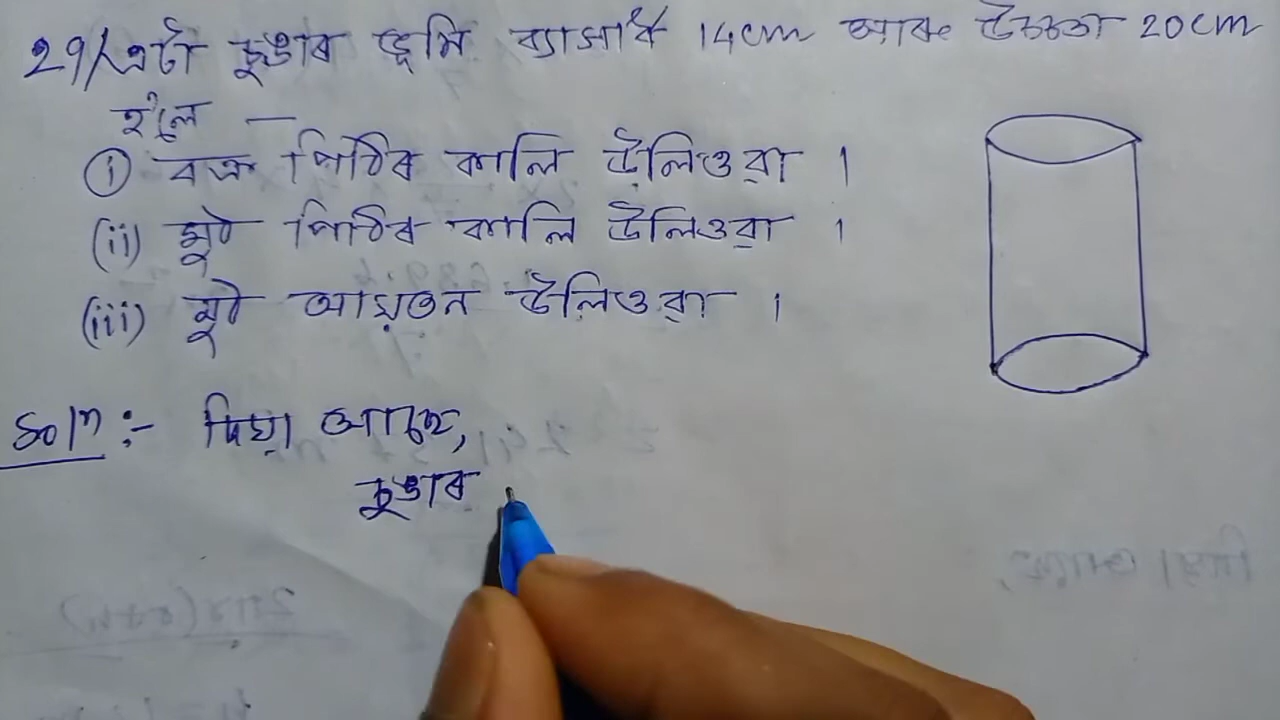 29/ এটা চুঙাৰ ভূমি ব্যাসাৰ্ধ 14cm আৰু উচ্চতা 20cm
হ'লে —
(i) বক্ৰ পিঠিৰ কালি উলিওৱা ।
(ii) মুঠ পিঠিৰ কালি উলিওৱা ।
(iii) মুঠ আয়তন উলিওৱা ।
Soln :- দিয়া আছে,
চুঙাৰ